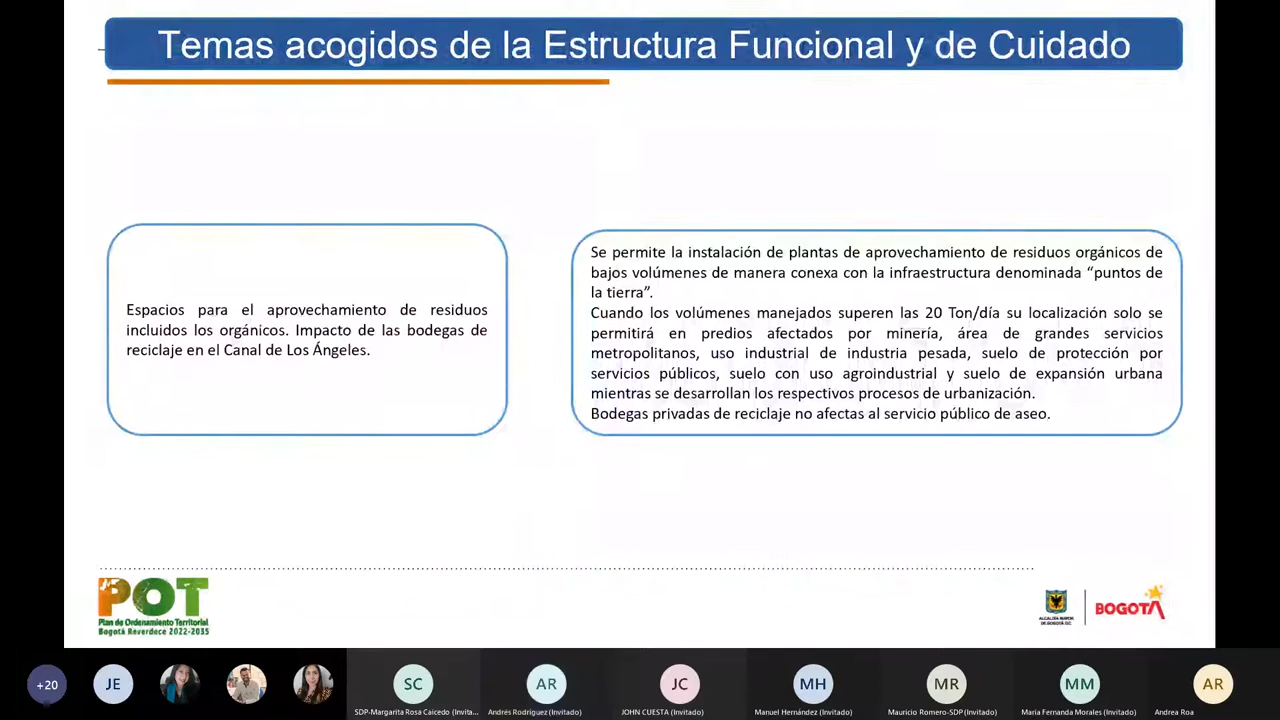 Temas acogidos de la Estructura Funcional y de Cuidado
Espacios para el aprovechamiento de residuos
incluidos los orgánicos. Impacto de las bodegas de
reciclaje en el Canal de Los Ángeles.
Se permite la instalación de plantas de aprovechamiento de residuos orgánicos de
bajos volúmenes de manera conexa con la infraestructura denominada “puntos de
la tierra”.
Cuando los volúmenes manejados superen las 20 Ton/día su localización solo se
permitirá en predios afectados por minería, área de grandes servicios
metropolitanos, uso industrial de industria pesada, suelo de protección por
servicios públicos, suelo con uso agroindustrial y suelo de expansión urbana
mientras se desarrollan los respectivos procesos de urbanización.
Bodegas privadas de reciclaje no afectas al servicio público de aseo.
POT
Plan de Ordenamiento Territorial
Bogotá Reverdece 2022-2035
ALCALDÍA MAYOR
DE BOGOTÁ D.C.
BOGOTÁ
+20
JE
SC
AR
JC
MH
MR
MM
AR
SDP-Margarita Rosa Caicedo (Invita...
Andrés Rodríguez (Invitado)
JOHN CUESTA (Invitado)
Manuel Hernández (Invitado)
Mauricio Romero-SDP (Invitado)
Maria Fernanda Morales (Invitado)
Andrea Roa